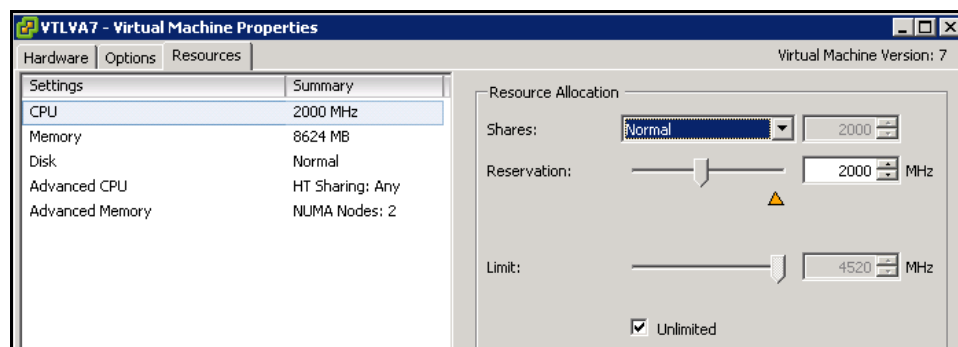 VTLVA7 - Virtual Machine Properties
Hardware Options Resources Virtual Machine Version: 7
Settings Summary
CPU 2000 MHz
Memory 8624 MB
Disk Normal
Advanced CPU HT Sharing: Any
Advanced Memory NUMA Nodes: 2
Resource Allocation
Shares: Normal 2000
Reservation: 2000 MHz
Limit: 4520 MHz
Unlimited